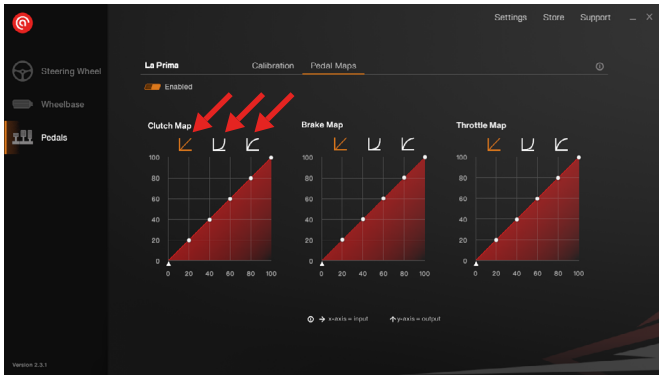 Settings Store Support
Steering Wheel
Wheelbase
Pedals
La Prima Calibration Pedal Maps
Enabled
Clutch Map Brake Map Throttle Map
100 100 100
80 80 80
60 60 60
40 40 40
20 20 20
0 0 0
0 20 40 60 80 100 0 20 40 60 80 100 0 20 40 60 80 100
x-axis = input y-axis = output
Version 2.3.1